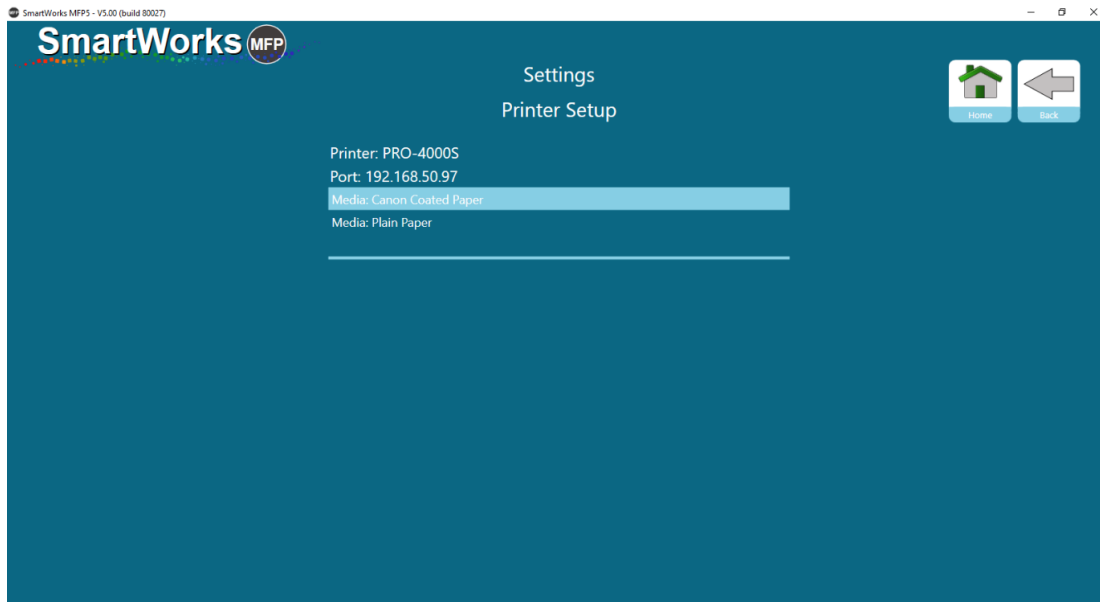 SmartWorks MFP5 - V5.00 (build 80027)
SmartWorks MFP
Settings
Printer Setup
Home
Back
Printer: PRO-4000S
Port: 192.168.50.97
Media: Canon Coated Paper
Media: Plain Paper